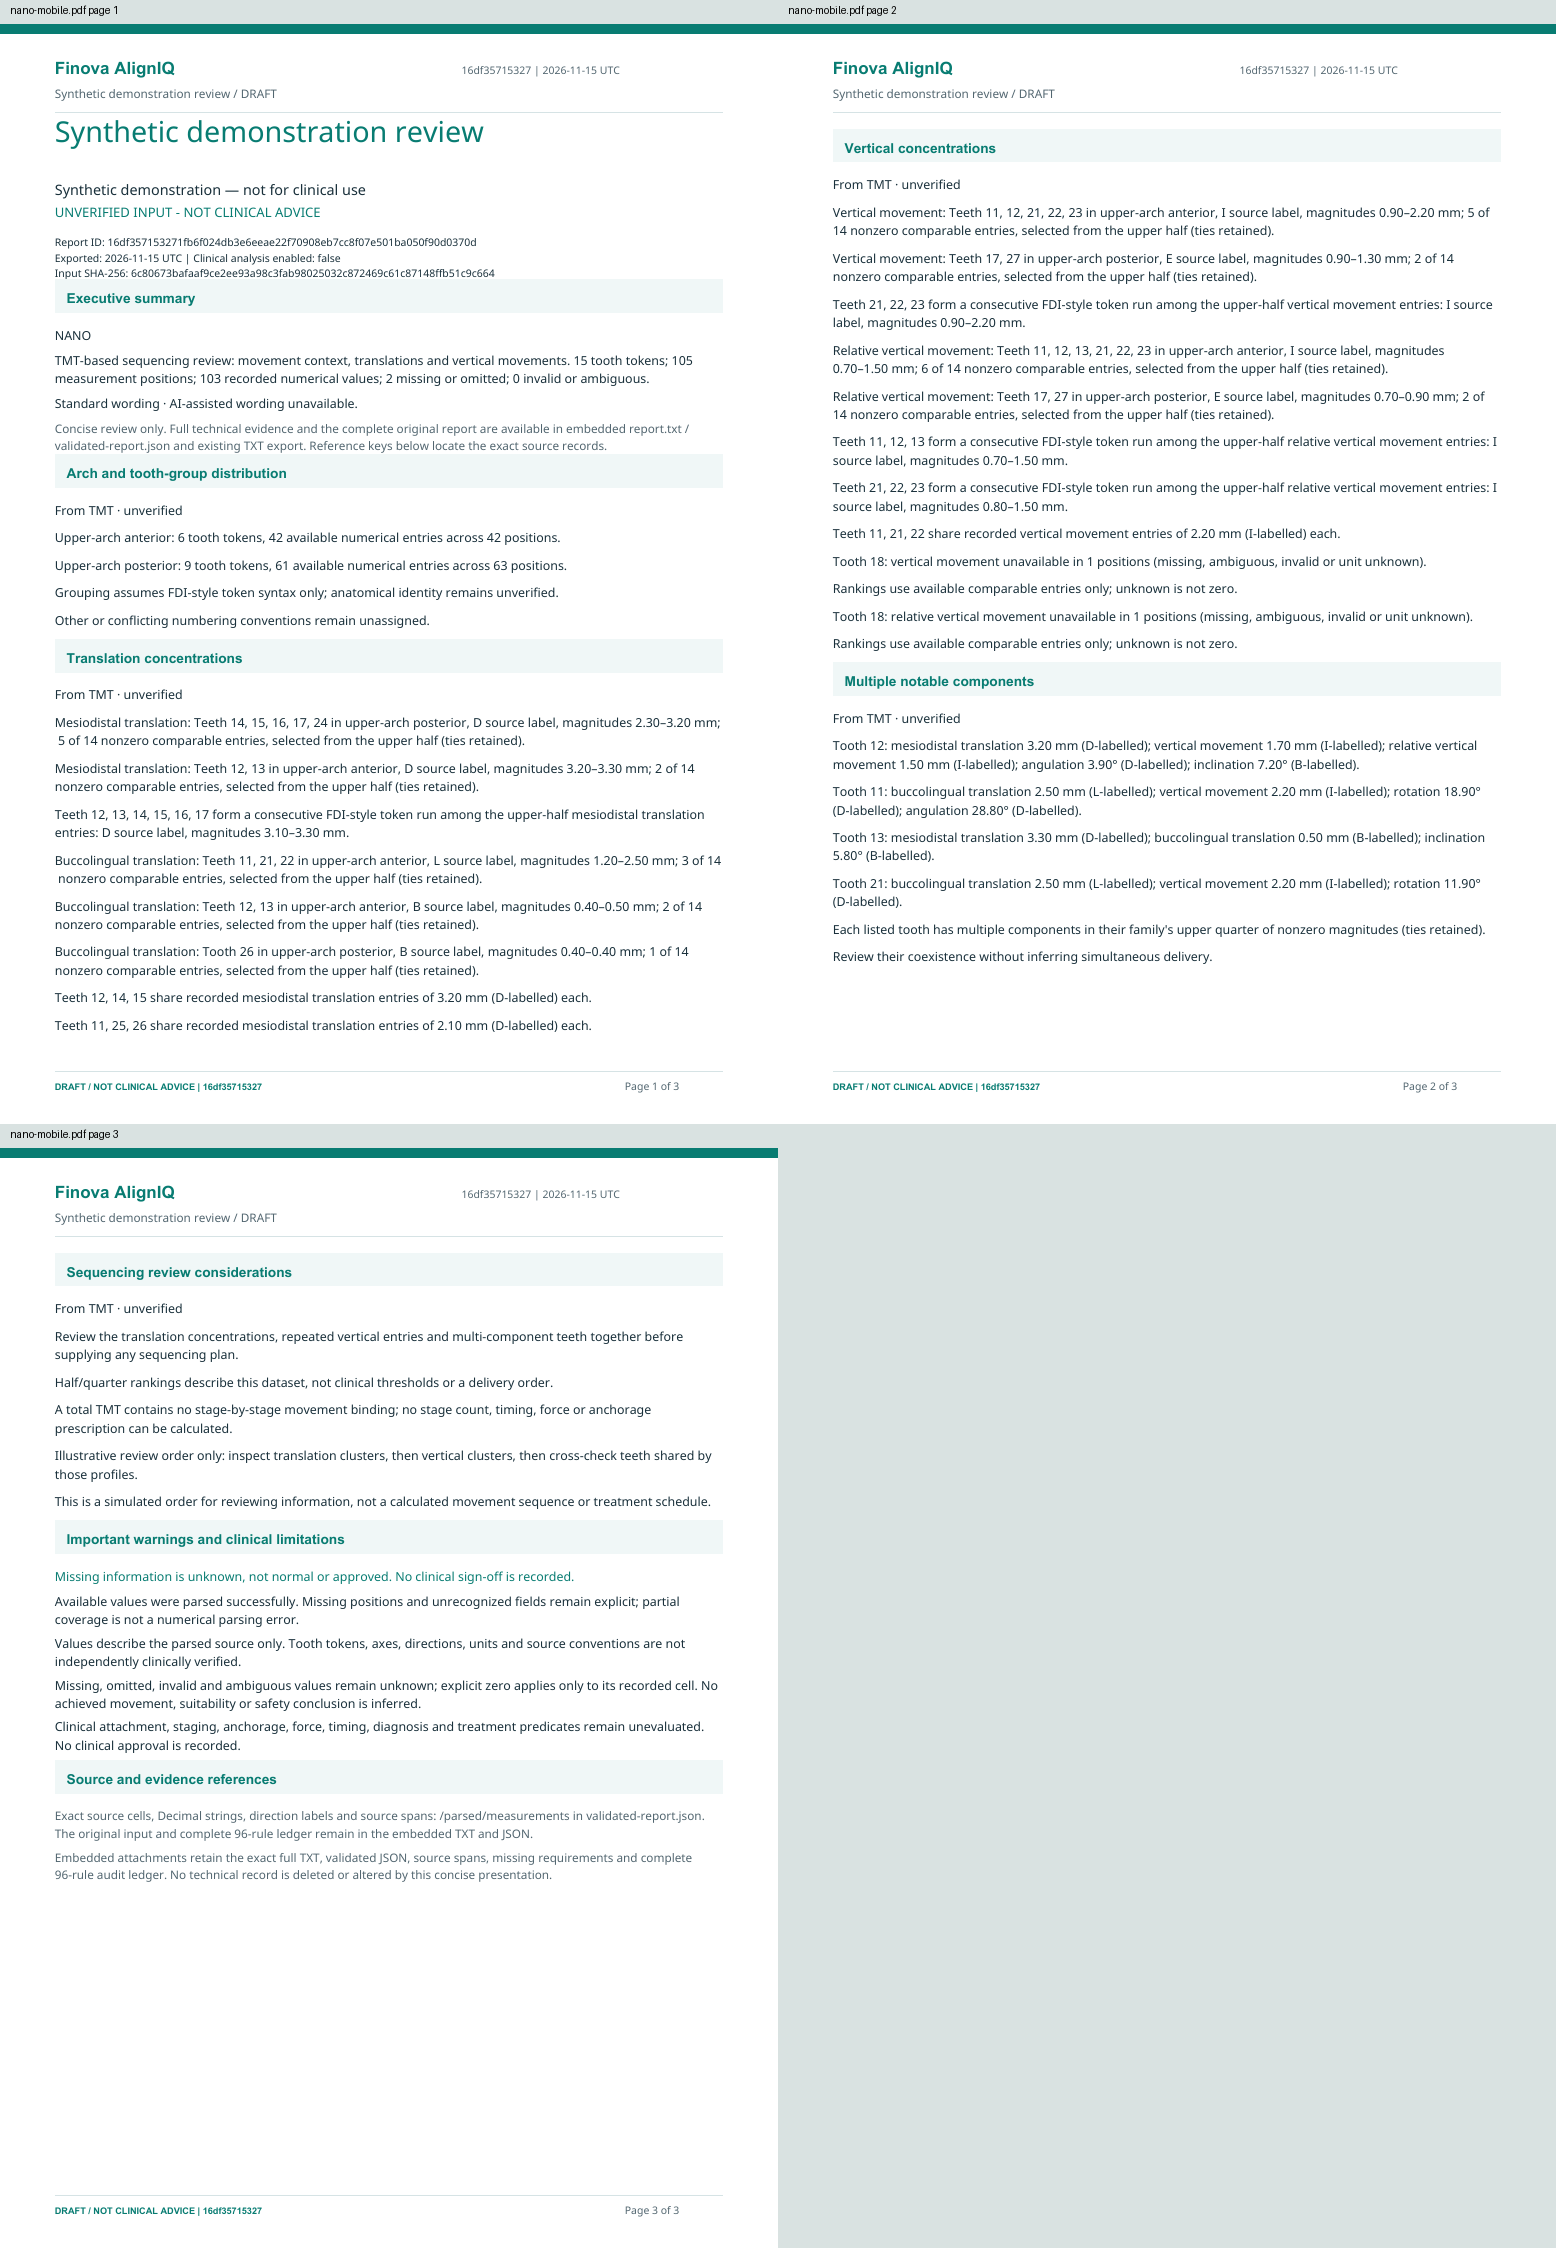 nano-mobile.pdf page 1
Finova AlignIQ
16df35715327 | 2026-11-15 UTC
Synthetic demonstration review / DRAFT
Synthetic demonstration review
Synthetic demonstration — not for clinical use
UNVERIFIED INPUT - NOT CLINICAL ADVICE
Report ID: 16df357153271fb6f024db3e6eeae22f70908eb7cc8f07e501ba050f90d0370d
Exported: 2026-11-15 UTC | Clinical analysis enabled: false
Input SHA-256: 6c80673bafaaf9ce2ee93a98c3fab98025032c872469c61c87148ffb51c9c664
Executive summary
NANO
TMT-based sequencing review: movement context, translations and vertical movements. 15 tooth tokens; 105
measurement positions; 103 recorded numerical values; 2 missing or omitted; 0 invalid or ambiguous.
Standard wording · AI-assisted wording unavailable.
Concise review only. Full technical evidence and the complete original report are available in embedded report.txt /
validated-report.json and existing TXT export. Reference keys below locate the exact source records.
Arch and tooth-group distribution
From TMT · unverified
Upper-arch anterior: 6 tooth tokens, 42 available numerical entries across 42 positions.
Upper-arch posterior: 9 tooth tokens, 61 available numerical entries across 63 positions.
Grouping assumes FDI-style token syntax only; anatomical identity remains unverified.
Other or conflicting numbering conventions remain unassigned.
Translation concentrations
From TMT · unverified
Mesiodistal translation: Teeth 14, 15, 16, 17, 24 in upper-arch posterior, D source label, magnitudes 2.30–3.20 mm;
5 of 14 nonzero comparable entries, selected from the upper half (ties retained).
Mesiodistal translation: Teeth 12, 13 in upper-arch anterior, D source label, magnitudes 3.20–3.30 mm; 2 of 14
nonzero comparable entries, selected from the upper half (ties retained).
Teeth 12, 13, 14, 15, 16, 17 form a consecutive FDI-style token run among the upper-half mesiodistal translation
entries: D source label, magnitudes 3.10–3.30 mm.
Buccolingual translation: Teeth 11, 21, 22 in upper-arch anterior, L source label, magnitudes 1.20–2.50 mm; 3 of 14
nonzero comparable entries, selected from the upper half (ties retained).
Buccolingual translation: Teeth 12, 13 in upper-arch anterior, B source label, magnitudes 0.40–0.50 mm; 2 of 14
nonzero comparable entries, selected from the upper half (ties retained).
Buccolingual translation: Tooth 26 in upper-arch posterior, B source label, magnitudes 0.40–0.40 mm; 1 of 14
nonzero comparable entries, selected from the upper half (ties retained).
Teeth 12, 14, 15 share recorded mesiodistal translation entries of 3.20 mm (D-labelled) each.
Teeth 11, 25, 26 share recorded mesiodistal translation entries of 2.10 mm (D-labelled) each.
DRAFT / NOT CLINICAL ADVICE | 16df35715327
Page 1 of 3
nano-mobile.pdf page 2
Finova AlignIQ
16df35715327 | 2026-11-15 UTC
Synthetic demonstration review / DRAFT
Vertical concentrations
From TMT · unverified
Vertical movement: Teeth 11, 12, 21, 22, 23 in upper-arch anterior, I source label, magnitudes 0.90–2.20 mm; 5 of
14 nonzero comparable entries, selected from the upper half (ties retained).
Vertical movement: Teeth 17, 27 in upper-arch posterior, E source label, magnitudes 0.90–1.30 mm; 2 of 14
nonzero comparable entries, selected from the upper half (ties retained).
Teeth 21, 22, 23 form a consecutive FDI-style token run among the upper-half vertical movement entries: I source
label, magnitudes 0.90–2.20 mm.
Relative vertical movement: Teeth 11, 12, 13, 21, 22, 23 in upper-arch anterior, I source label, magnitudes
0.70–1.50 mm; 6 of 14 nonzero comparable entries, selected from the upper half (ties retained).
Relative vertical movement: Teeth 17, 27 in upper-arch posterior, E source label, magnitudes 0.70–0.90 mm; 2 of
14 nonzero comparable entries, selected from the upper half (ties retained).
Teeth 11, 12, 13 form a consecutive FDI-style token run among the upper-half relative vertical movement entries: I
source label, magnitudes 0.70–1.50 mm.
Teeth 21, 22, 23 form a consecutive FDI-style token run among the upper-half relative vertical movement entries: I
source label, magnitudes 0.80–1.50 mm.
Teeth 11, 21, 22 share recorded vertical movement entries of 2.20 mm (I-labelled) each.
Tooth 18: vertical movement unavailable in 1 positions (missing, ambiguous, invalid or unit unknown).
Rankings use available comparable entries only; unknown is not zero.
Tooth 18: relative vertical movement unavailable in 1 positions (missing, ambiguous, invalid or unit unknown).
Rankings use available comparable entries only; unknown is not zero.
Multiple notable components
From TMT · unverified
Tooth 12: mesiodistal translation 3.20 mm (D-labelled); vertical movement 1.70 mm (I-labelled); relative vertical
movement 1.50 mm (I-labelled); angulation 3.90° (D-labelled); inclination 7.20° (B-labelled).
Tooth 11: buccolingual translation 2.50 mm (L-labelled); vertical movement 2.20 mm (I-labelled); rotation 18.90°
(D-labelled); angulation 28.80° (D-labelled).
Tooth 13: mesiodistal translation 3.30 mm (D-labelled); buccolingual translation 0.50 mm (B-labelled); inclination
5.80° (B-labelled).
Tooth 21: buccolingual translation 2.50 mm (L-labelled); vertical movement 2.20 mm (I-labelled); rotation 11.90°
(D-labelled).
Each listed tooth has multiple components in their family's upper quarter of nonzero magnitudes (ties retained).
Review their coexistence without inferring simultaneous delivery.
DRAFT / NOT CLINICAL ADVICE | 16df35715327
Page 2 of 3
nano-mobile.pdf page 3
Finova AlignIQ
16df35715327 | 2026-11-15 UTC
Synthetic demonstration review / DRAFT
Sequencing review considerations
From TMT · unverified
Review the translation concentrations, repeated vertical entries and multi-component teeth together before
supplying any sequencing plan.
Half/quarter rankings describe this dataset, not clinical thresholds or a delivery order.
A total TMT contains no stage-by-stage movement binding; no stage count, timing, force or anchorage
prescription can be calculated.
Illustrative review order only: inspect translation clusters, then vertical clusters, then cross-check teeth shared by
those profiles.
This is a simulated order for reviewing information, not a calculated movement sequence or treatment schedule.
Important warnings and clinical limitations
Missing information is unknown, not normal or approved. No clinical sign-off is recorded.
Available values were parsed successfully. Missing positions and unrecognized fields remain explicit; partial
coverage is not a numerical parsing error.
Values describe the parsed source only. Tooth tokens, axes, directions, units and source conventions are not
independently clinically verified.
Missing, omitted, invalid and ambiguous values remain unknown; explicit zero applies only to its recorded cell. No
achieved movement, suitability or safety conclusion is inferred.
Clinical attachment, staging, anchorage, force, timing, diagnosis and treatment predicates remain unevaluated.
No clinical approval is recorded.
Source and evidence references
Exact source cells, Decimal strings, direction labels and source spans: /parsed/measurements in validated-report.json.
The original input and complete 96-rule ledger remain in the embedded TXT and JSON.
Embedded attachments retain the exact full TXT, validated JSON, source spans, missing requirements and complete
96-rule audit ledger. No technical record is deleted or altered by this concise presentation.
DRAFT / NOT CLINICAL ADVICE | 16df35715327
Page 3 of 3